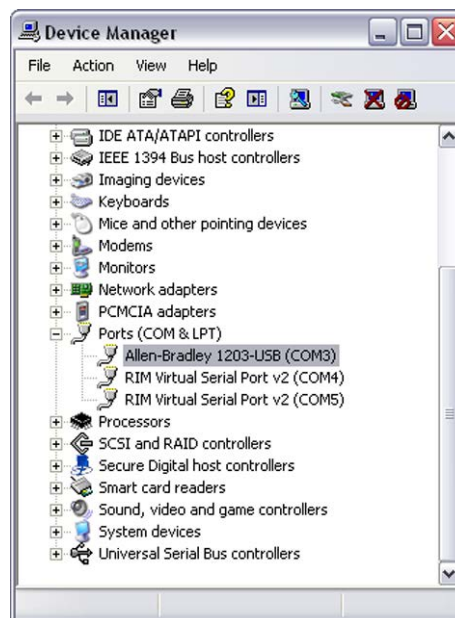 Device Manager
File Action View Help
IDE ATA/ATAPI controllers
IEEE 1394 Bus host controllers
Imaging devices
Keyboards
Mice and other pointing devices
Modems
Monitors
Network adapters
PCMCIA adapters
Ports (COM & LPT)
Allen-Bradley 1203-USB (COM3)
RIM Virtual Serial Port v2 (COM4)
RIM Virtual Serial Port v2 (COM5)
Processors
SCSI and RAID controllers
Secure Digital host controllers
Smart card readers
Sound, video and game controllers
System devices
Universal Serial Bus controllers